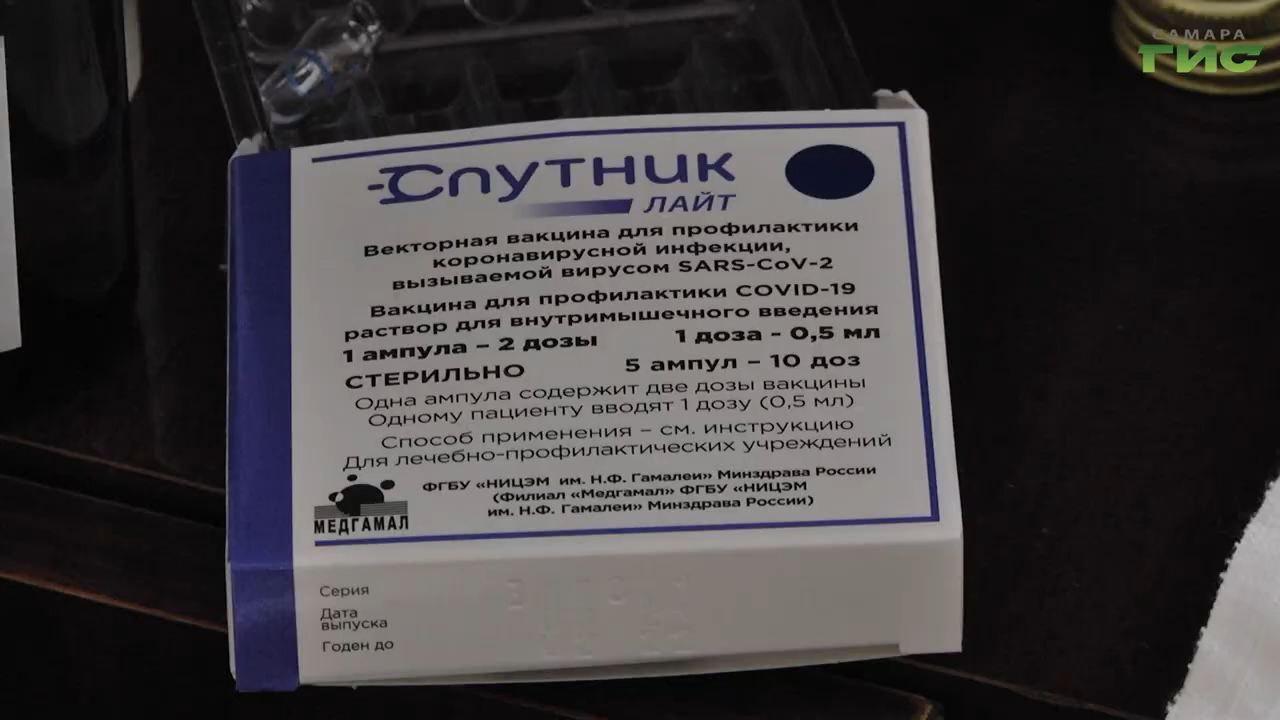 САМАРА
ГИС
Спутник
ЛАЙТ
Векторная вакцина для профилактики
коронавирусной инфекции,
вызываемой вирусом SARS-CoV-2
Вакцина для профилактики COVID-19
раствор для внутримышечного введения
1 ампула – 2 дозы 1 доза - 0,5 мл
СТЕРИЛЬНО 5 ампул – 10 доз
Одна ампула содержит две дозы вакцины
Одному пациенту вводят 1 дозу (0,5 мл)
Способ применения – см. инструкцию
Для лечебно-профилактических учреждений
ФГБУ «НИЦЭМ им. Н.Ф. Гамалеи» Минздрава России
(Филиал «Медгамал» ФГБУ «НИЦЭМ
им. Н.Ф. Гамалеи» Минздрава России)
МЕДГАМАЛ
Серия
Дата
выпуска
Годен до